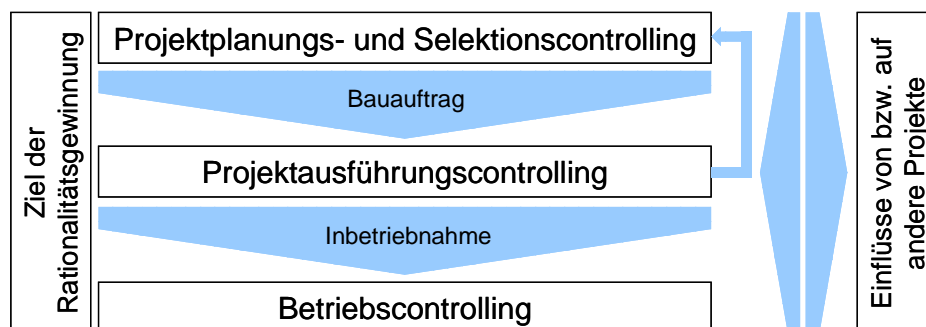 Ziel der
Rationalitätsgewinnung
Projektplanungs- und Selektionscontrolling
Bauauftrag
Projektausführungscontrolling
Inbetriebnahme
Betriebscontrolling
Einflüsse von bzw. auf
andere Projekte